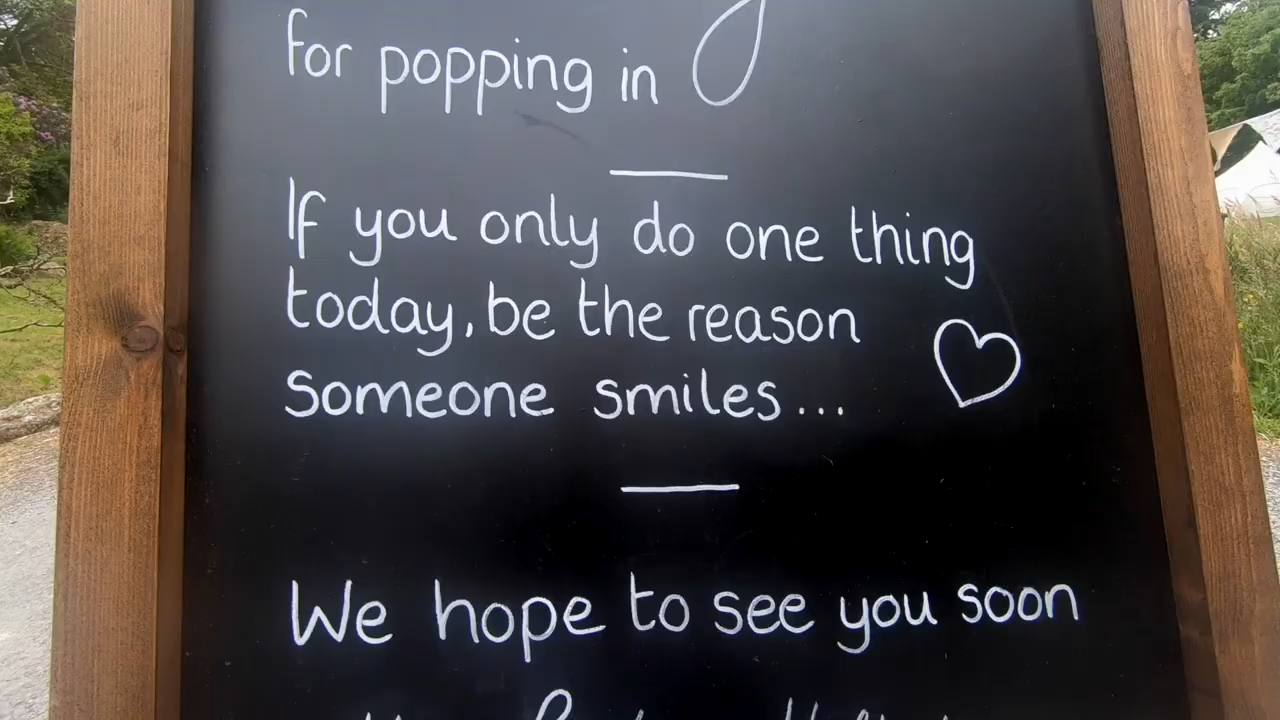 for popping in
If you only do one thing
today, be the reason
someone smiles...
We hope to see you soon